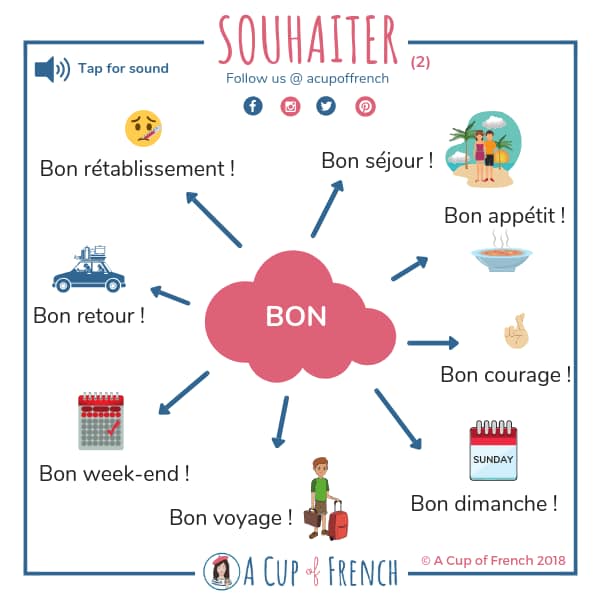 SOUHAITER (2)
Tap for sound
Follow us @ acupoffrench
Bon rétablissement !
Bon séjour !
Bon appétit !
Bon retour !
BON
Bon courage !
Bon week-end !
SUNDAY
Bon dimanche !
Bon voyage !
© A Cup of French 2018
A CUP of FRENCH